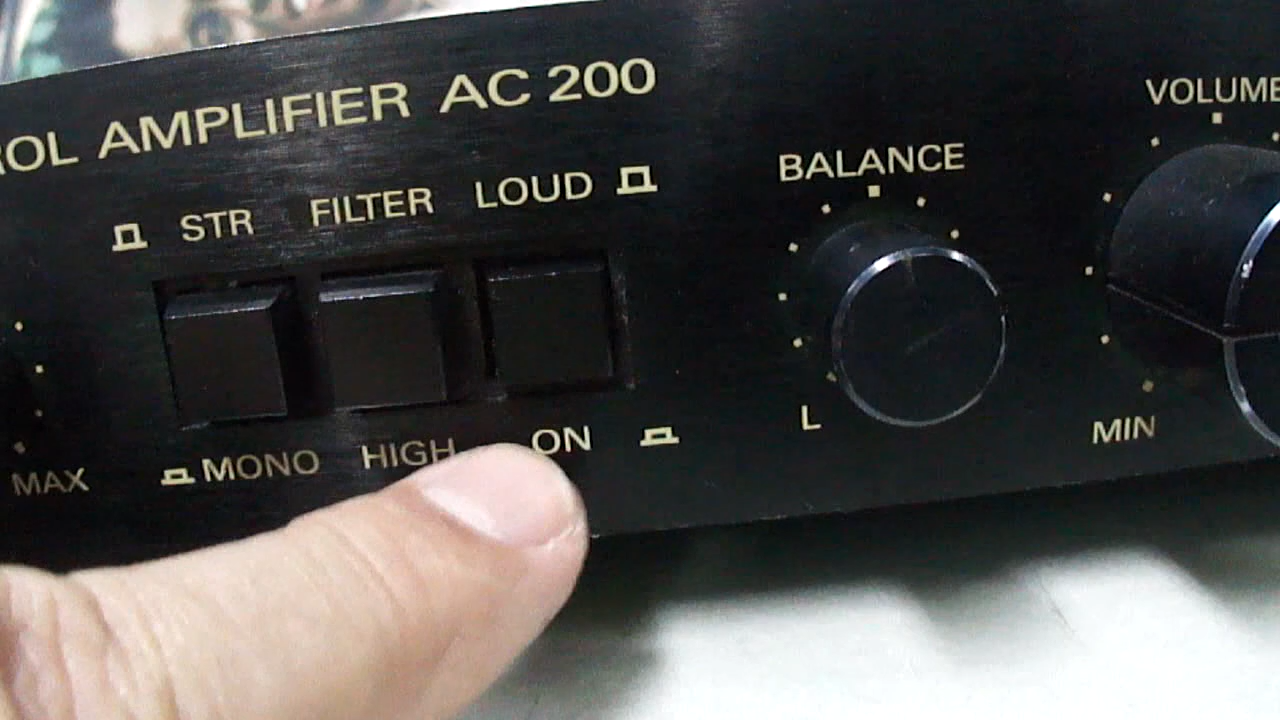 ROL AMPLIFIER AC 200
STR FILTER LOUD
BALANCE
VOLUME
MAX
MONO HIGH ON
L
MIN